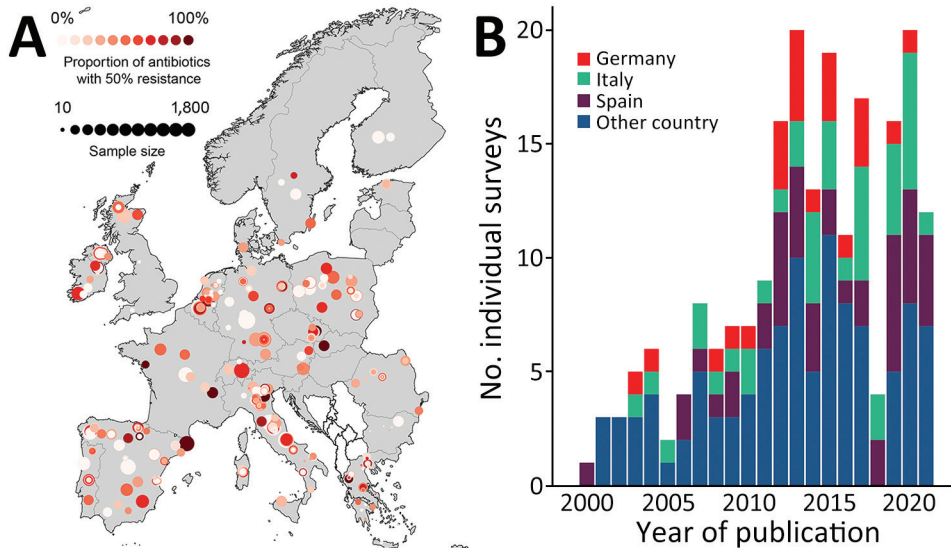 A
0% 100%
Proportion of antibiotics
with 50% resistance
10 1,800
Sample size
B
No. individual surveys
20
15
10
5
0
Germany
Italy
Spain
Other country
2000 2005 2010 2015 2020
Year of publication